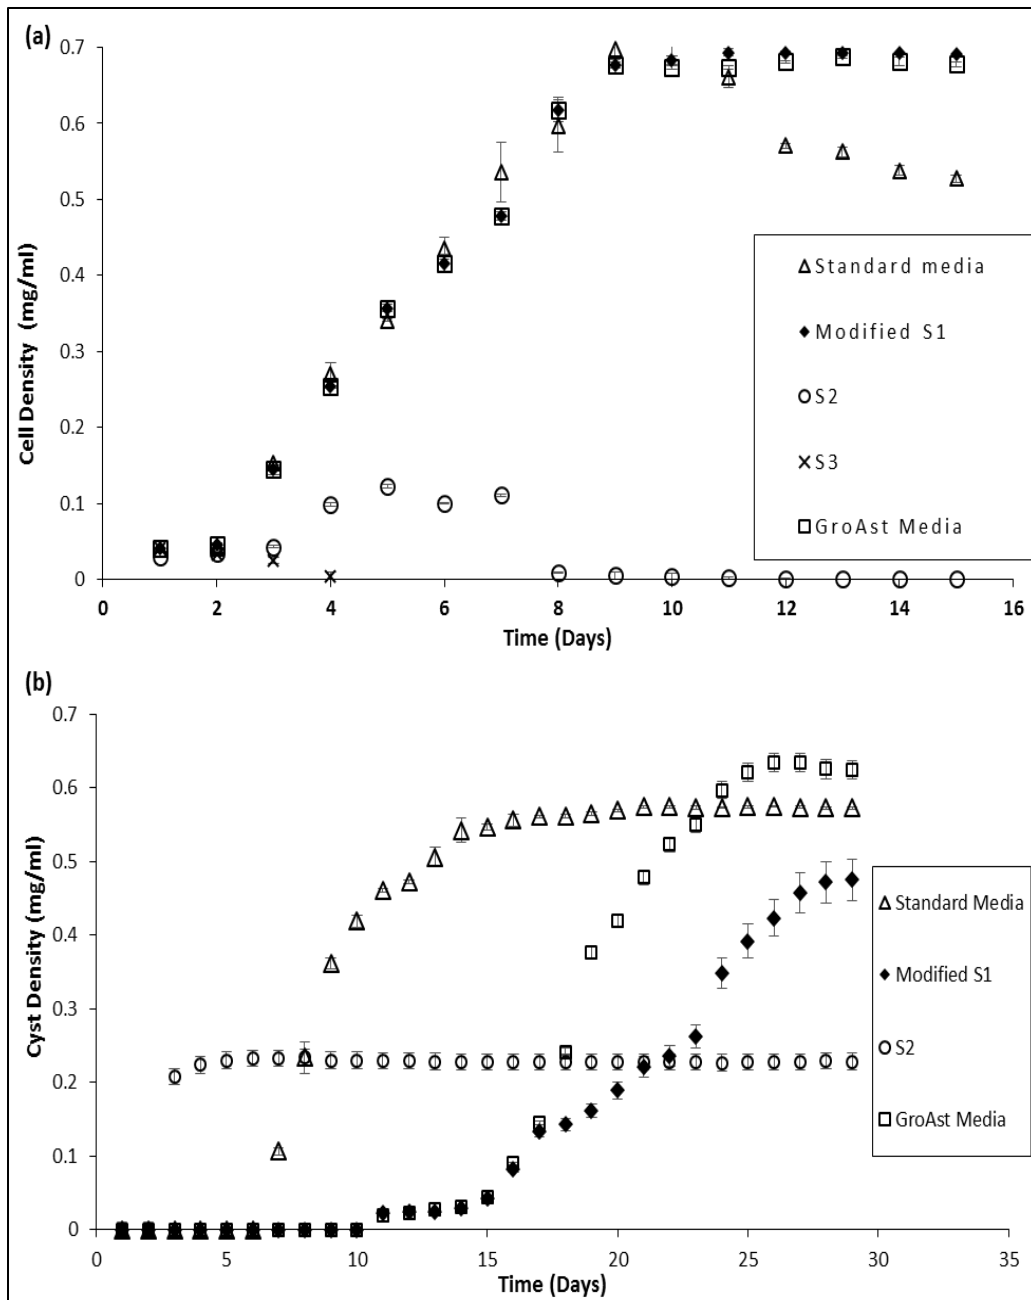 (a)
0.7
0.6
0.5
0.4
0.3
0.2
0.1
0
Cell Density (mg/ml)
0 2 4 6 8 10 12 14 16
Time (Days)
Standard media
Modified S1
S2
S3
GroAst Media
(b)
0.7
0.6
0.5
0.4
0.3
0.2
0.1
0
Cyst Density (mg/ml)
0 5 10 15 20 25 30 35
Time (Days)
Standard Media
Modified S1
S2
GroAst Media